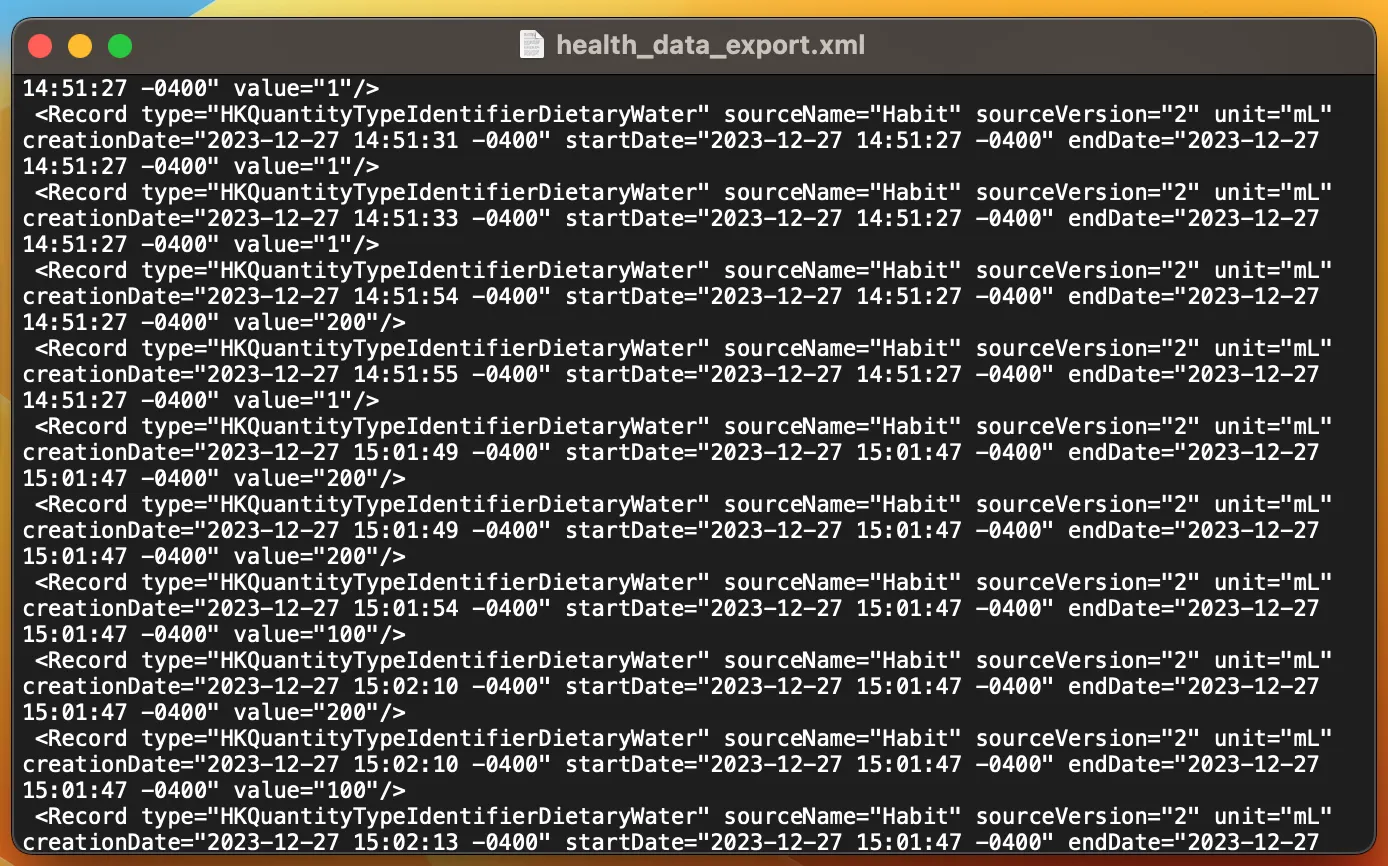 health_data_export.xml
14:51:27 -0400" value="1"/>
<Record type="HKQuantityTypeIdentifierDietaryWater" sourceName="Habit" sourceVersion="2" unit="mL"
creationDate="2023-12-27 14:51:31 -0400" startDate="2023-12-27 14:51:27 -0400" endDate="2023-12-27
14:51:27 -0400" value="1"/>
<Record type="HKQuantityTypeIdentifierDietaryWater" sourceName="Habit" sourceVersion="2" unit="mL"
creationDate="2023-12-27 14:51:33 -0400" startDate="2023-12-27 14:51:27 -0400" endDate="2023-12-27
14:51:27 -0400" value="1"/>
<Record type="HKQuantityTypeIdentifierDietaryWater" sourceName="Habit" sourceVersion="2" unit="mL"
creationDate="2023-12-27 14:51:54 -0400" startDate="2023-12-27 14:51:27 -0400" endDate="2023-12-27
14:51:27 -0400" value="200"/>
<Record type="HKQuantityTypeIdentifierDietaryWater" sourceName="Habit" sourceVersion="2" unit="mL"
creationDate="2023-12-27 14:51:55 -0400" startDate="2023-12-27 14:51:27 -0400" endDate="2023-12-27
14:51:27 -0400" value="1"/>
<Record type="HKQuantityTypeIdentifierDietaryWater" sourceName="Habit" sourceVersion="2" unit="mL"
creationDate="2023-12-27 15:01:49 -0400" startDate="2023-12-27 15:01:47 -0400" endDate="2023-12-27
15:01:47 -0400" value="200"/>
<Record type="HKQuantityTypeIdentifierDietaryWater" sourceName="Habit" sourceVersion="2" unit="mL"
creationDate="2023-12-27 15:01:49 -0400" startDate="2023-12-27 15:01:47 -0400" endDate="2023-12-27
15:01:47 -0400" value="200"/>
<Record type="HKQuantityTypeIdentifierDietaryWater" sourceName="Habit" sourceVersion="2" unit="mL"
creationDate="2023-12-27 15:01:54 -0400" startDate="2023-12-27 15:01:47 -0400" endDate="2023-12-27
15:01:47 -0400" value="100"/>
<Record type="HKQuantityTypeIdentifierDietaryWater" sourceName="Habit" sourceVersion="2" unit="mL"
creationDate="2023-12-27 15:02:10 -0400" startDate="2023-12-27 15:01:47 -0400" endDate="2023-12-27
15:01:47 -0400" value="200"/>
<Record type="HKQuantityTypeIdentifierDietaryWater" sourceName="Habit" sourceVersion="2" unit="mL"
creationDate="2023-12-27 15:02:10 -0400" startDate="2023-12-27 15:01:47 -0400" endDate="2023-12-27
15:01:47 -0400" value="100"/>
<Record type="HKQuantityTypeIdentifierDietaryWater" sourceName="Habit" sourceVersion="2" unit="mL"
creationDate="2023-12-27 15:02:13 -0400" startDate="2023-12-27 15:01:47 -0400" endDate="2023-12-27